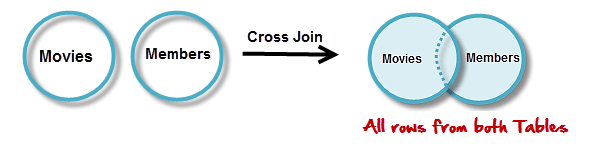 Movies
Members
Cross Join
Movies
Members
All rows from both Tables